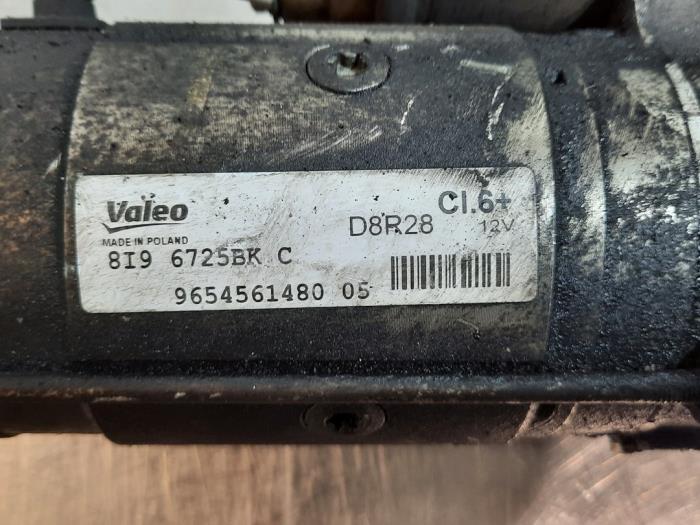 Valeo
MADE IN POLAND
D8R28
Cl.6+
12V
8I9 6725BK C
9654561480 05